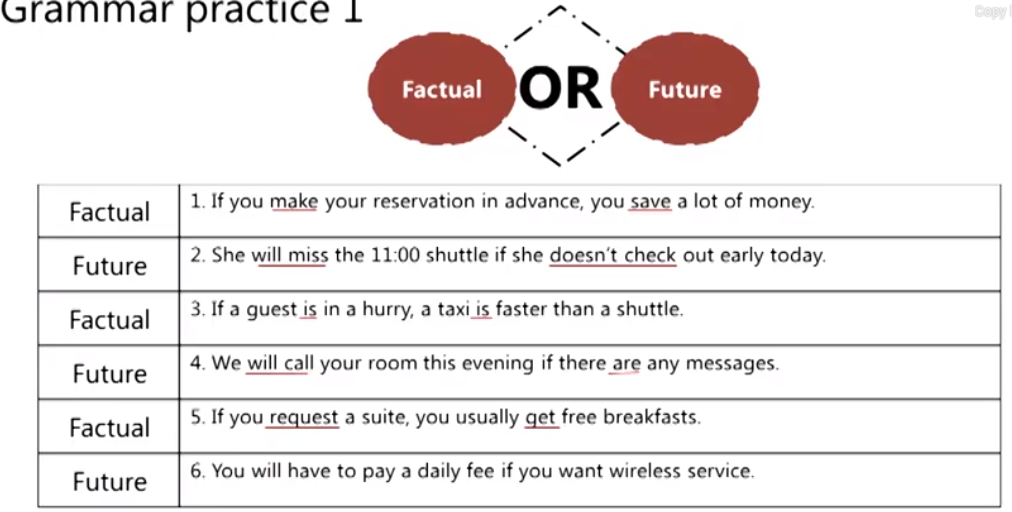 Grammar practice 1
Copy
Factual OR Future
Factual 1. If you make your reservation in advance, you save a lot of money.
Future 2. She will miss the 11:00 shuttle if she doesn't check out early today.
Factual 3. If a guest is in a hurry, a taxi is faster than a shuttle.
Future 4. We will call your room this evening if there are any messages.
Factual 5. If you request a suite, you usually get free breakfasts.
Future 6. You will have to pay a daily fee if you want wireless service.